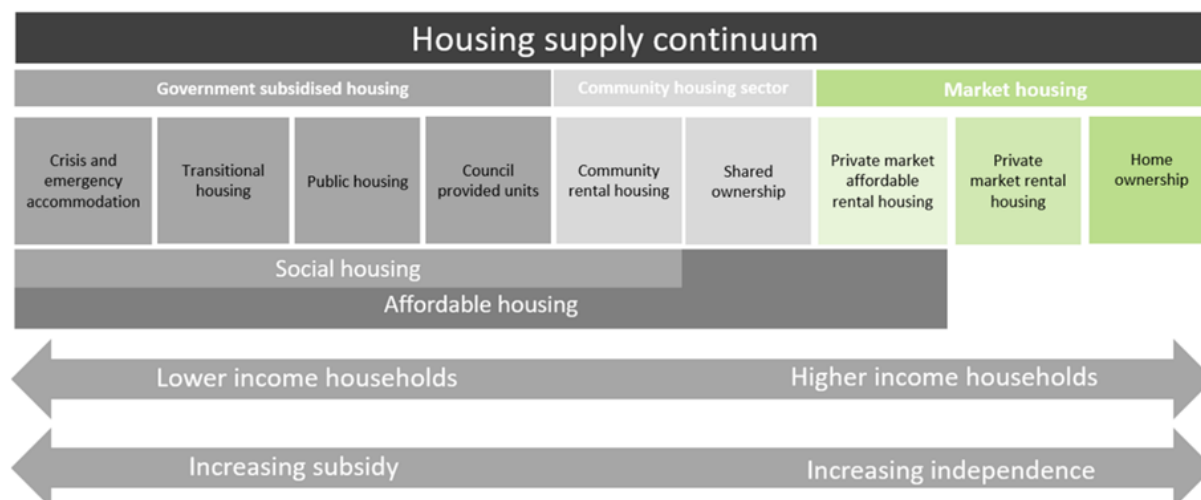 Housing supply continuum
Government subsidised housing
Community housing sector
Market housing
Crisis and
emergency
accommodation
Transitional
housing
Public housing
Council
provided units
Community
rental housing
Shared
ownership
Private market
affordable
rental housing
Private
market rental
housing
Home
ownership
Social housing
Affordable housing
Lower income households
Higher income households
Increasing subsidy
Increasing independence